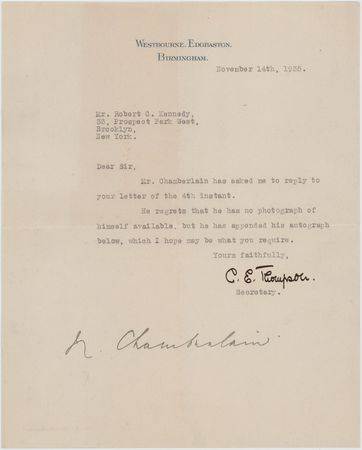 Westbourne, Edgbaston,
Birmingham.
November 14th, 1935.
Mr. Robert C. Kennedy,
35, Prospect Park West,
Brooklyn,
New York.
Dear Sir,
Mr. Chamberlain has asked me to reply to
your letter of the 4th instant.
He regrets that he has no photograph of
himself available, but he has appended his autograph
below, which I hope may be what you require.
Yours faithfully,
C. E. Thompson.
Secretary.
N. Chamberlain